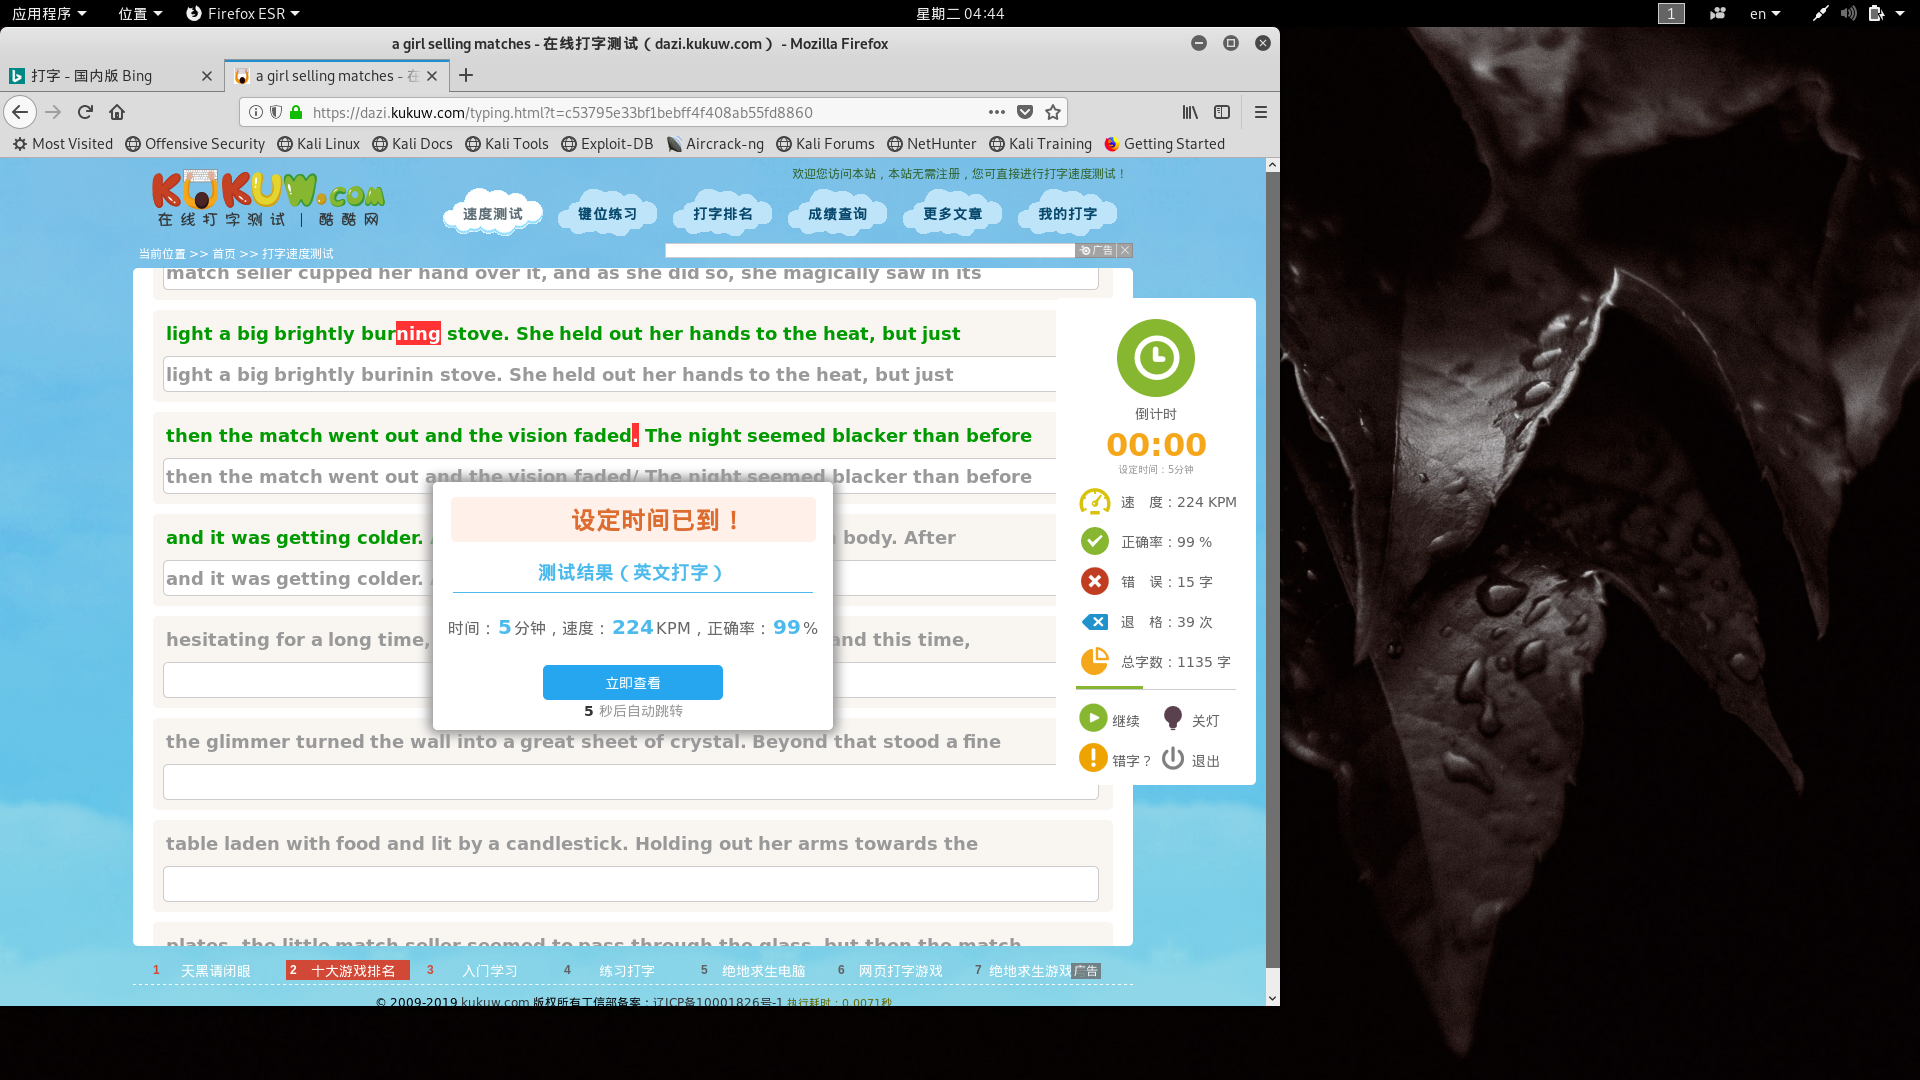 应用程序 位置 Firefox ESR 星期二 04:44 1 en
a girl selling matches - 在线打字测试（dazi.kukuw.com） - Mozilla Firefox
打字 - 国内版 Bing a girl selling matches - 在
https://dazi.kukuw.com/typing.html?t=c53795e33bf1bebff4f408ab55fd8860
Most Visited Offensive Security Kali Linux Kali Docs Kali Tools Exploit-DB Aircrack-ng Kali Forums NetHunter Kali Training Getting Started
欢迎您访问本站，本站无需注册，您可直接进行打字速度测试！
KUKUW.COM
在线打字测试 | 酷酷网
速度测试 键位练习 打字排名 成绩查询 更多文章 我的打字
当前位置 >> 首页 >> 打字速度测试
广告
match seller cupped her hand over it, and as she did so, she magically saw in its
light a big brightly burning stove. She held out her hands to the heat, but just
light a big brightly burinin stove. She held out her hands to the heat, but just
then the match went out and the vision faded. The night seemed blacker than before
then the match went out and the vision faded/ The night seemed blacker than before
and it was getting colder. body. After
and it was getting colder.
hesitating for a long time, and this time,
the glimmer turned the wall into a great sheet of crystal. Beyond that stood a fine
table laden with food and lit by a candlestick. Holding out her arms towards the
plates, the little match seller seemed to pass through the glass, but then the match
设定时间已到！
测试结果（英文打字）
时间：5分钟，速度：224KPM，正确率：99%
立即查看
5 秒后自动跳转
倒计时
00:00
设定时间：5分钟
速 度：224 KPM
正确率：99 %
错 误：15 字
退 格：39 次
总字数：1135 字
继续 关灯
错字？ 退出
1 天黑请闭眼 2 十大游戏排名 3 入门学习 4 练习打字 5 绝地求生电脑 6 网页打字游戏 7 绝地求生游戏 广告
© 2009-2019 kukuw.com 版权所有工信部备案：辽ICP备10001826号-1 执行耗时：0.0071秒